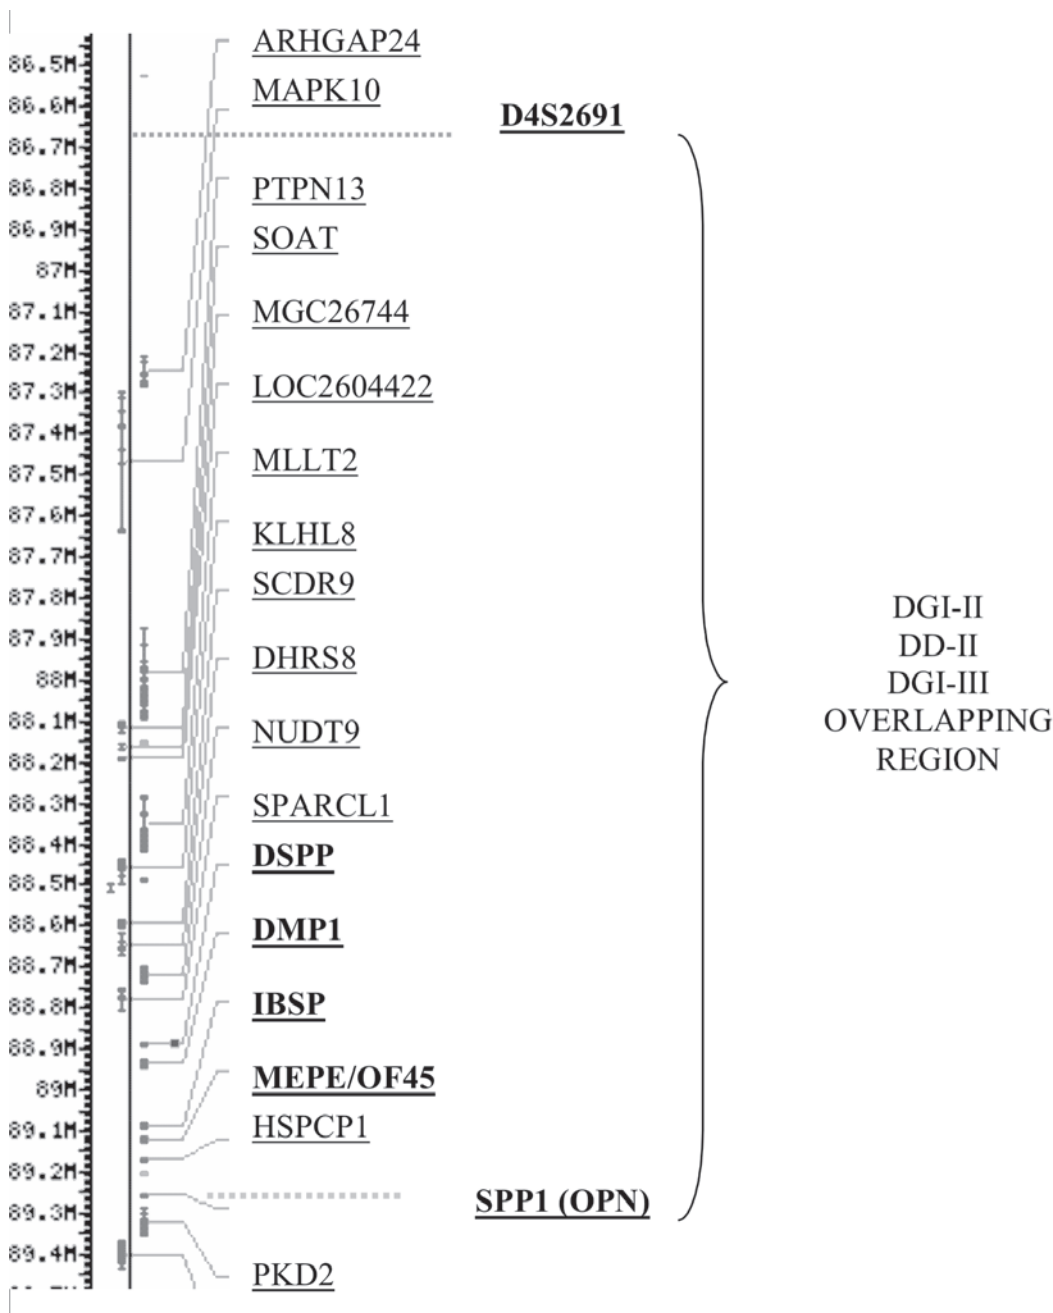 86.5M
86.6M
86.7M
86.8M
86.9M
87M
87.1M
87.2M
87.3M
87.4M
87.5M
87.6M
87.7M
87.8M
87.9M
88M
88.1M
88.2M
88.3M
88.4M
88.5M
88.6M
88.7M
88.8M
88.9M
89M
89.1M
89.2M
89.3M
89.4M
ARHGAP24
MAPK10
PTPN13
SOAT
MGC26744
LOC2604422
MLLT2
KLHL8
SCDR9
DHRS8
NUDT9
SPARCL1
DSPP
DMP1
IBSP
MEPE/OF45
HSPCP1
PKD2
D4S2691
SPP1 (OPN)
DGI-II
DD-II
DGI-III
OVERLAPPING
REGION